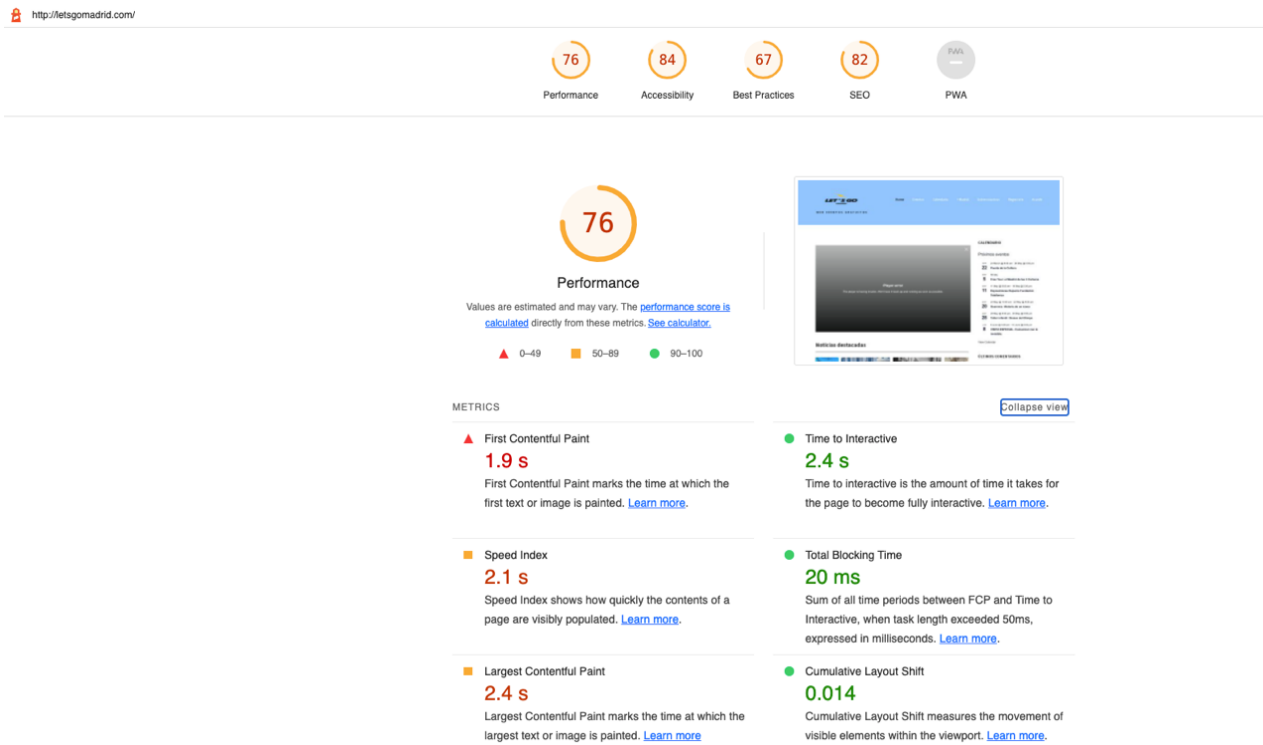 http://letsgomadrid.com/
76
84
67
82
PWA
Performance
Accessibility
Best Practices
SEO
PWA
76
Performance
Values are estimated and may vary. The performance score is
calculated directly from these metrics. See calculator.
0–49
50–89
90–100
LET'S GO
CALENDARIO
Noticias destacadas
METRICS
Collapse view
First Contentful Paint
1.9 s
First Contentful Paint marks the time at which the
first text or image is painted. Learn more.
Time to Interactive
2.4 s
Time to interactive is the amount of time it takes for
the page to become fully interactive. Learn more.
Speed Index
2.1 s
Speed Index shows how quickly the contents of a
page are visibly populated. Learn more.
Total Blocking Time
20 ms
Sum of all time periods between FCP and Time to
Interactive, when task length exceeded 50ms,
expressed in milliseconds. Learn more.
Largest Contentful Paint
2.4 s
Largest Contentful Paint marks the time at which the
largest text or image is painted. Learn more
Cumulative Layout Shift
0.014
Cumulative Layout Shift measures the movement of
visible elements within the viewport. Learn more.